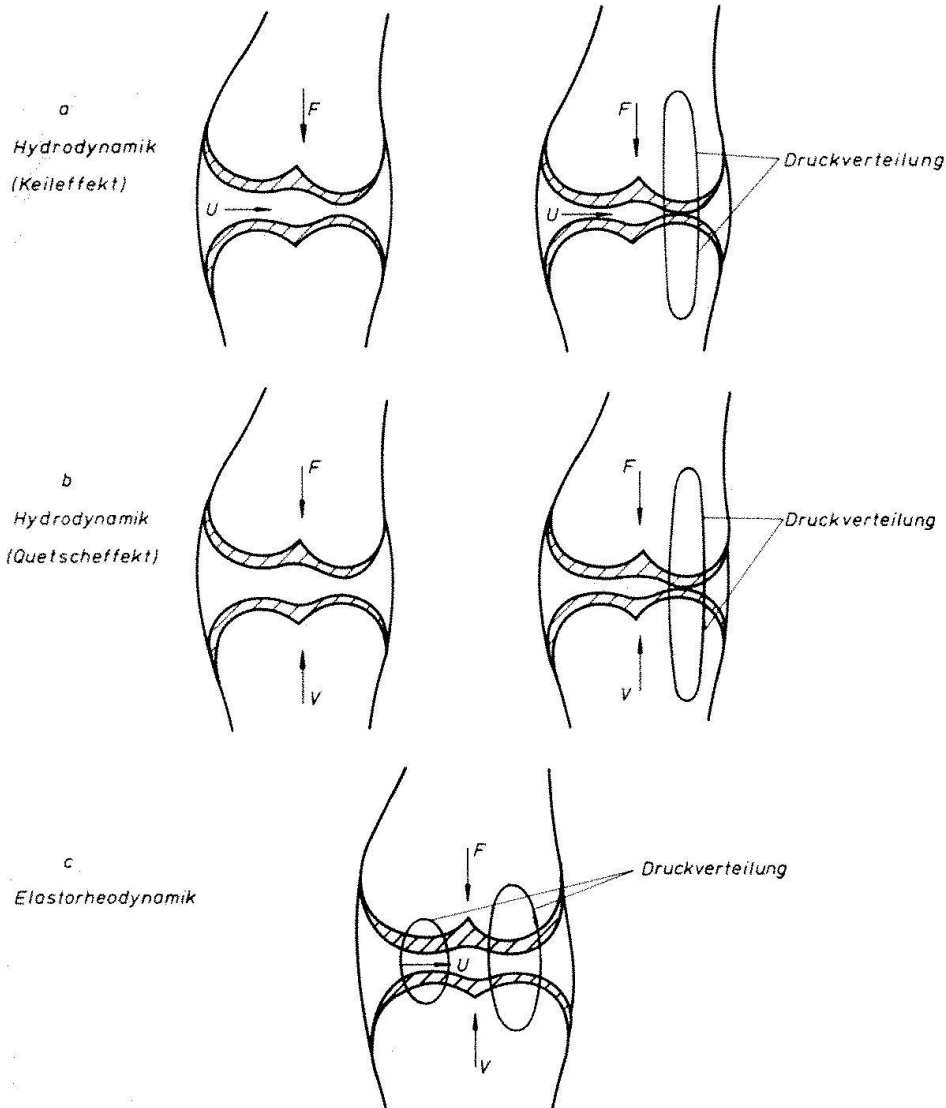 a
Hydrodynamik
(Keileffekt)
F
U
F
U
Druckverteilung
b
Hydrodynamik
(Quetscheffekt)
F
V
F
V
Druckverteilung
c
Elastorheodynamik
F
U
V
Druckverteilung